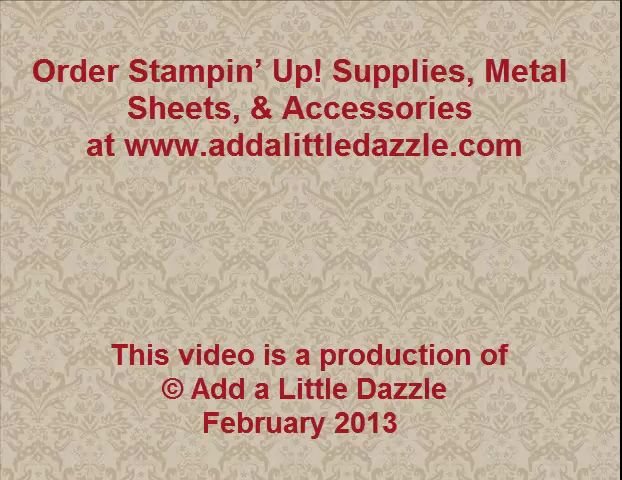 Order Stampin’ Up! Supplies, Metal
Sheets, & Accessories
at www.addalittledazzle.com
This video is a production of
© Add a Little Dazzle
February 2013